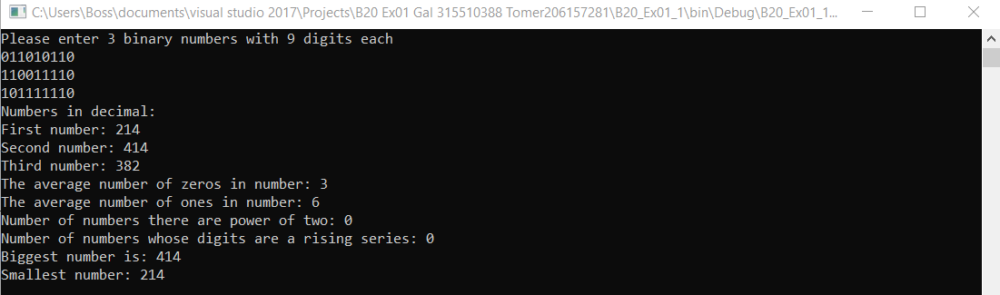 C:\Users\Boss\documents\visual studio 2017\Projects\B20 Ex01 Gal 315510388 Tomer206157281\B20_Ex01_1\bin\Debug\B20_Ex01_1...
Please enter 3 binary numbers with 9 digits each
011010110
110011110
101111110
Numbers in decimal:
First number: 214
Second number: 414
Third number: 382
The average number of zeros in number: 3
The average number of ones in number: 6
Number of numbers there are power of two: 0
Number of numbers whose digits are a rising series: 0
Biggest number is: 414
Smallest number: 214